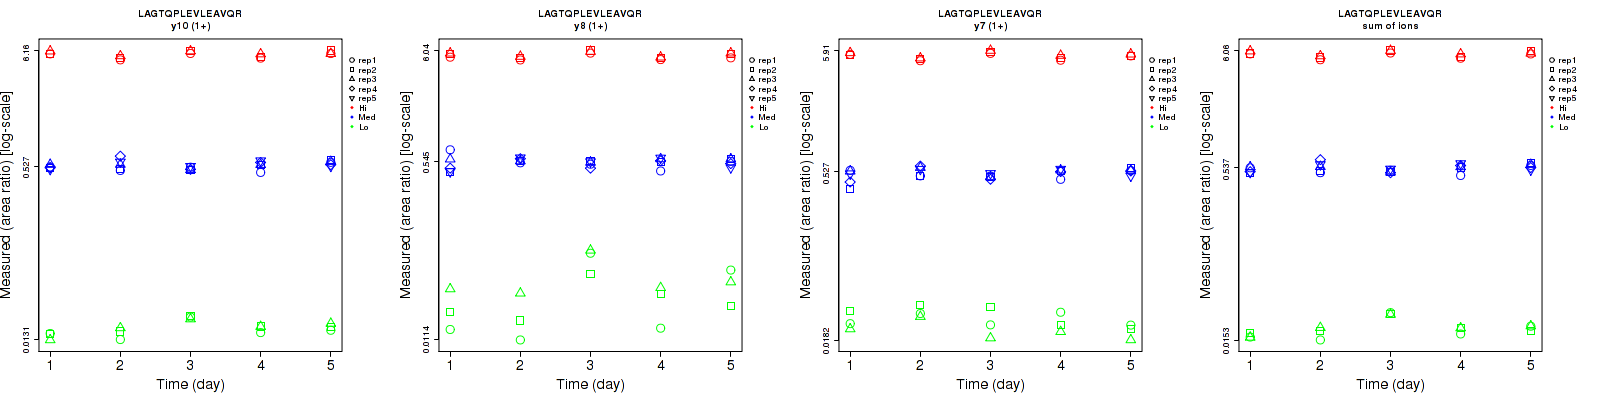 LAGTQPLEVLEAVQR
y10 (1+)
Measured (area ratio) [log-scale]
6.16
0.527
0.0131
1 2 3 4 5
Time (day)
rep1
rep2
rep3
rep4
rep5
Hi
Med
Lo
LAGTQPLEVLEAVQR
y8 (1+)
Measured (area ratio) [log-scale]
6.04
0.545
0.0114
1 2 3 4 5
Time (day)
rep1
rep2
rep3
rep4
rep5
Hi
Med
Lo
LAGTQPLEVLEAVQR
y7 (1+)
Measured (area ratio) [log-scale]
5.91
0.527
0.0182
1 2 3 4 5
Time (day)
rep1
rep2
rep3
rep4
rep5
Hi
Med
Lo
LAGTQPLEVLEAVQR
sum of ions
Measured (area ratio) [log-scale]
6.06
0.537
0.0153
1 2 3 4 5
Time (day)
rep1
rep2
rep3
rep4
rep5
Hi
Med
Lo